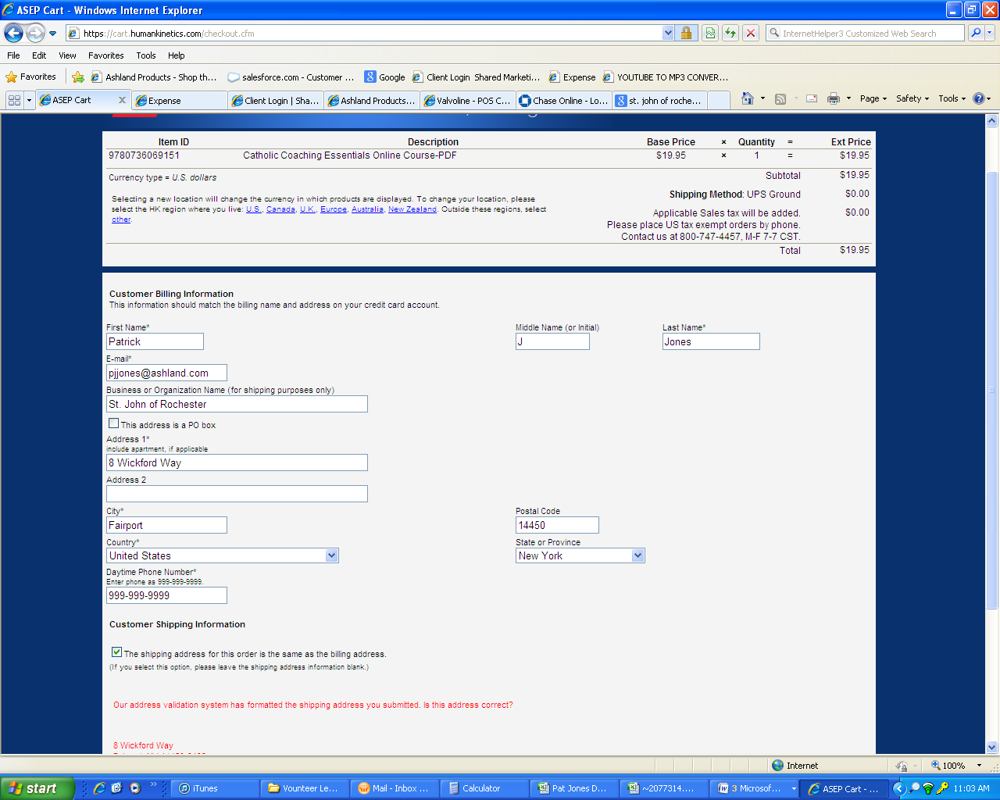 ASEP Cart - Windows Internet Explorer
https://cart.humankinetics.com/checkout.cfm
InternetHelper3 Customized Web Search
File Edit View Favorites Tools Help
Favorites Ashland Products - Shop th... salesforce.com - Customer ... Google Client Login Shared Marketi... Expense YOUTUBE TO MP3 CONVER...
ASEP Cart Expense Client Login | Sha... Ashland Products... Valvoline - POS C... Chase Online - Lo... st. john of roche... Page Safety Tools
Item ID Description Base Price × Quantity = Ext Price
9780736069151 Catholic Coaching Essentials Online Course-PDF $19.95 × 1 = $19.95
Currency type = U.S. dollars
Subtotal $19.95
Selecting a new location will change the currency in which products are displayed. To change your location, please
select the HK region where you live: U.S., Canada, U.K., Europe, Australia, New Zealand. Outside these regions, select
other.
Shipping Method: UPS Ground $0.00
Applicable Sales tax will be added. $0.00
Please place US tax exempt orders by phone.
Contact us at 800-747-4457, M-F 7-7 CST.
Total $19.95
Customer Billing Information
This information should match the billing name and address on your credit card account.
First Name* Middle Name (or Initial) Last Name*
Patrick J Jones
E-mail*
pjjones@ashland.com
Business or Organization Name (for shipping purposes only)
St. John of Rochester
This address is a PO box
Address 1*
include apartment, if applicable
8 Wickford Way
Address 2
City* Postal Code
Fairport 14450
Country* State or Province
United States New York
Daytime Phone Number*
Enter phone as 999-999-9999.
999-999-9999
Customer Shipping Information
The shipping address for this order is the same as the billing address.
(If you select this option, please leave the shipping address information blank.)
Our address validation system has formatted the shipping address you submitted. Is this address correct?
8 Wickford Way
Internet 100%
start iTunes Vounteer Le... Mail - Inbox ... Calculator Pat Jones D... ~2077314.... 3 Microsof... ASEP Cart - ... 11:03 AM